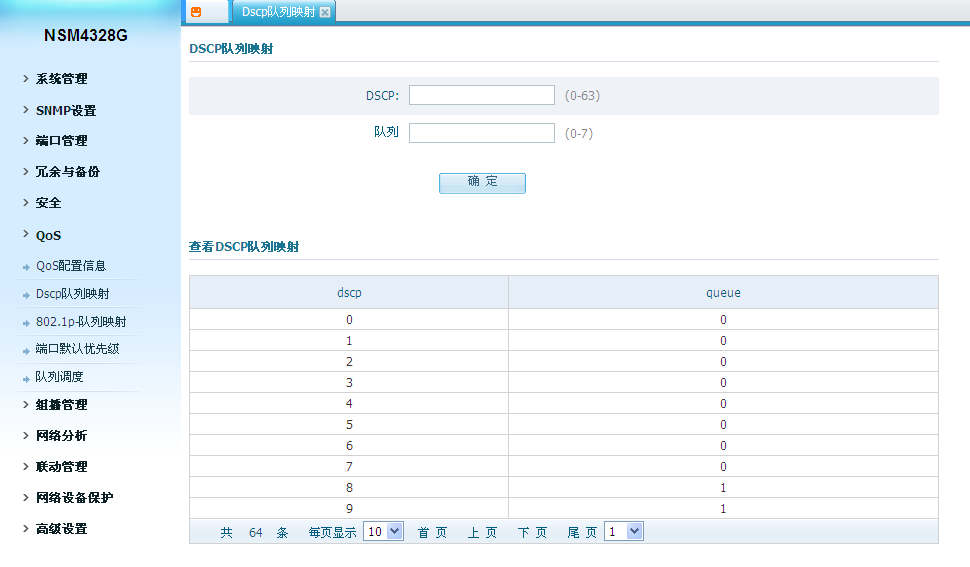 NSM4328G
系统管理
SNMP设置
端口管理
冗余与备份
安全
QoS
QoS配置信息
Dscp队列映射
802.1p-队列映射
端口默认优先级
队列调度
组播管理
网络分析
联动管理
网络设备保护
高级设置
Dscp队列映射
DSCP队列映射
DSCP: (0-63)
队列 (0-7)
确 定
查看DSCP队列映射
dscp queue
0 0
1 0
2 0
3 0
4 0
5 0
6 0
7 0
8 1
9 1
共 64 条 每页显示 10 首 页 上 页 下 页 尾 页 1